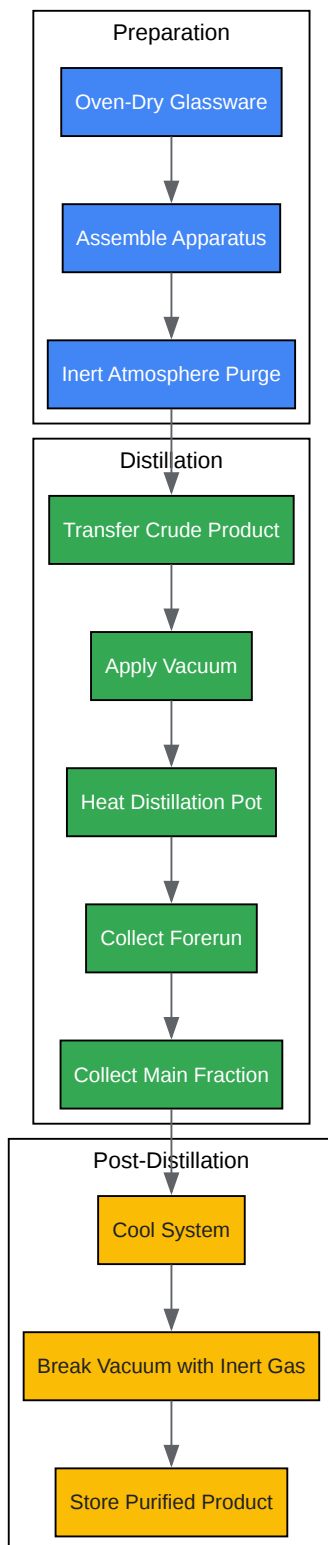 Preparation
Oven-Dry Glassware
Assemble Apparatus
Inert Atmosphere Purge
Distillation
Transfer Crude Product
Apply Vacuum
Heat Distillation Pot
Collect Forerun
Collect Main Fraction
Post-Distillation
Cool System
Break Vacuum with Inert Gas
Store Purified Product